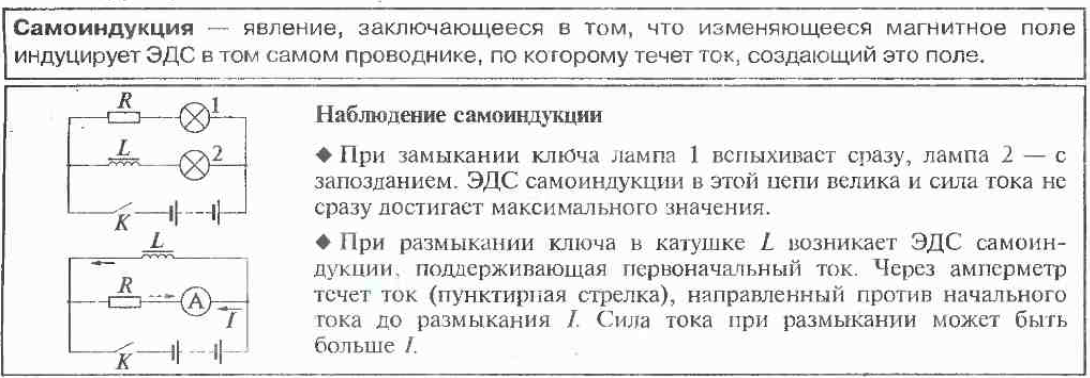 Самоиндукция — явление, заключающееся в том, что изменяющееся магнитное поле
индуцирует ЭДС в том самом проводнике, по которому течет ток, создающий это поле.
R 1
L 2
K
Наблюдение самоиндукции
◆ При замыкании ключа лампа 1 вспыхивает сразу, лампа 2 — с
запозданием. ЭДС самоиндукции в этой цепи велика и сила тока не
сразу достигает максимального значения.
L
R A
I
K
◆ При размыкании ключа в катушке L возникает ЭДС самоин-
дукции, поддерживающая первоначальный ток. Через амперметр
течет ток (пунктирная стрелка), направленный против начального
тока до размыкания I. Сила тока при размыкании может быть
больше I.